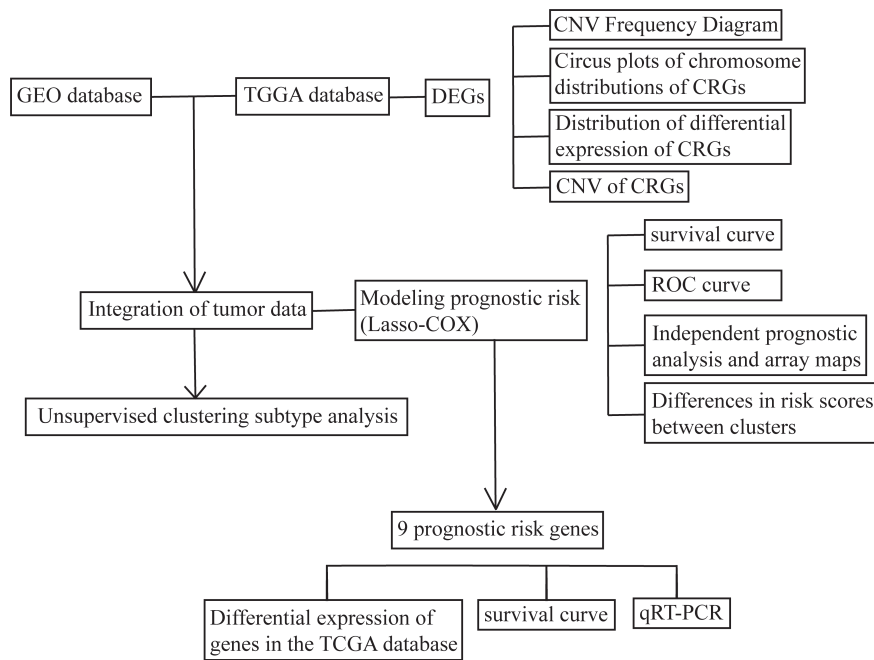 CNV Frequency Diagram
Circus plots of chromosome
distributions of CRGs
GEO database
TGGA database
DEGs
Distribution of differential
expression of CRGs
CNV of CRGs
survival curve
ROC curve
Integration of tumor data
Modeling prognostic risk
(Lasso-COX)
Independent prognostic
analysis and array maps
Unsupervised clustering subtype analysis
Differences in risk scores
between clusters
9 prognostic risk genes
Differential expression of
genes in the TCGA database
survival curve
qRT-PCR